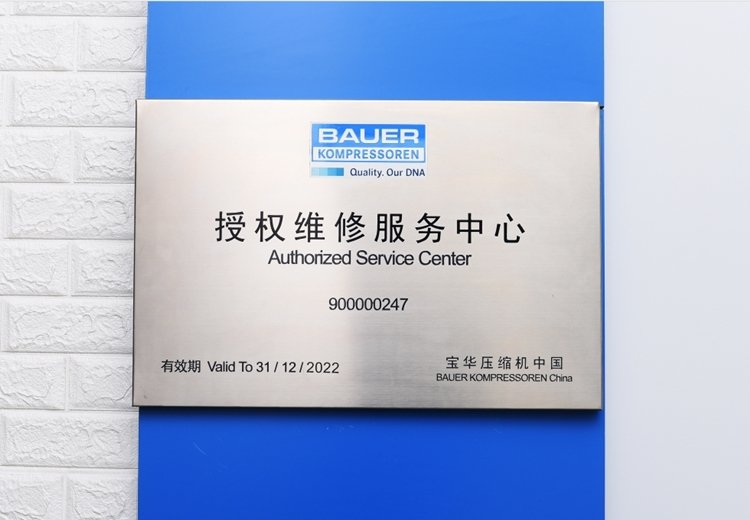 BAUER
KOMPRESSOREN
Quality. Our DNA
授权维修服务中心
Authorized Service Center
900000247
有效期 Valid To 31 / 12 / 2022
宝华压缩机中国
BAUER KOMPRESSOREN China